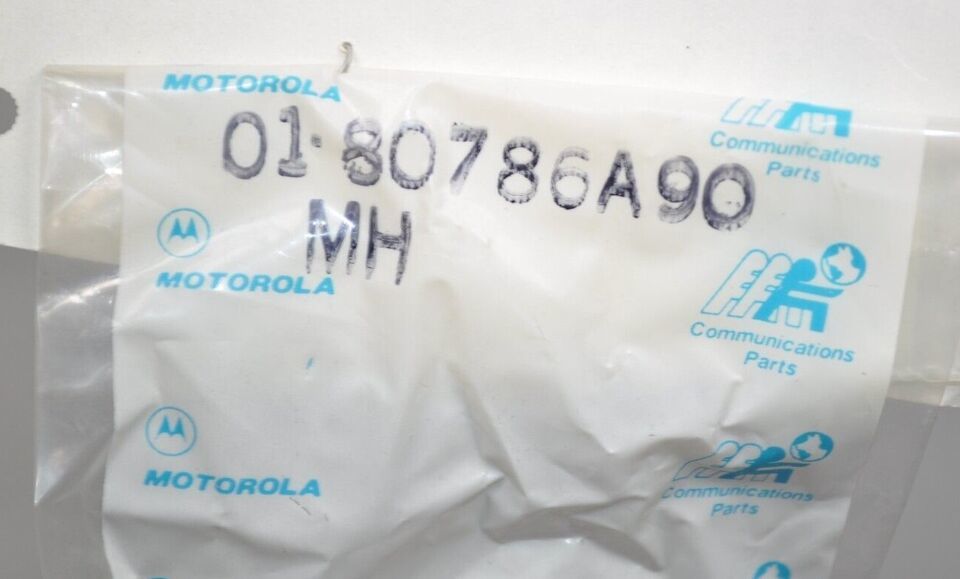 MOTOROLA
01-80786A90
MH
Communications
Parts
MOTOROLA
Communications
Parts
MOTOROLA
Communications
Parts